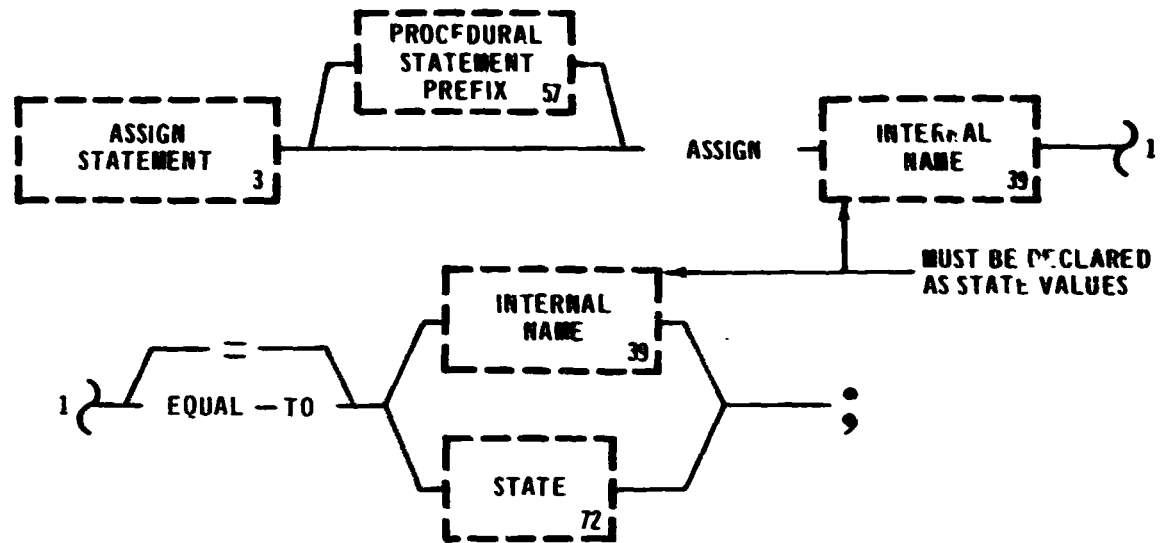 PROCEDURAL
STATEMENT
PREFIX 57
ASSIGN
STATEMENT
3
ASSIGN
INTERNAL
NAME
39
1
MUST BE DECLARED
AS STATE VALUES
INTERNAL
NAME
39
=
1
EQUAL-TO
;
STATE
72